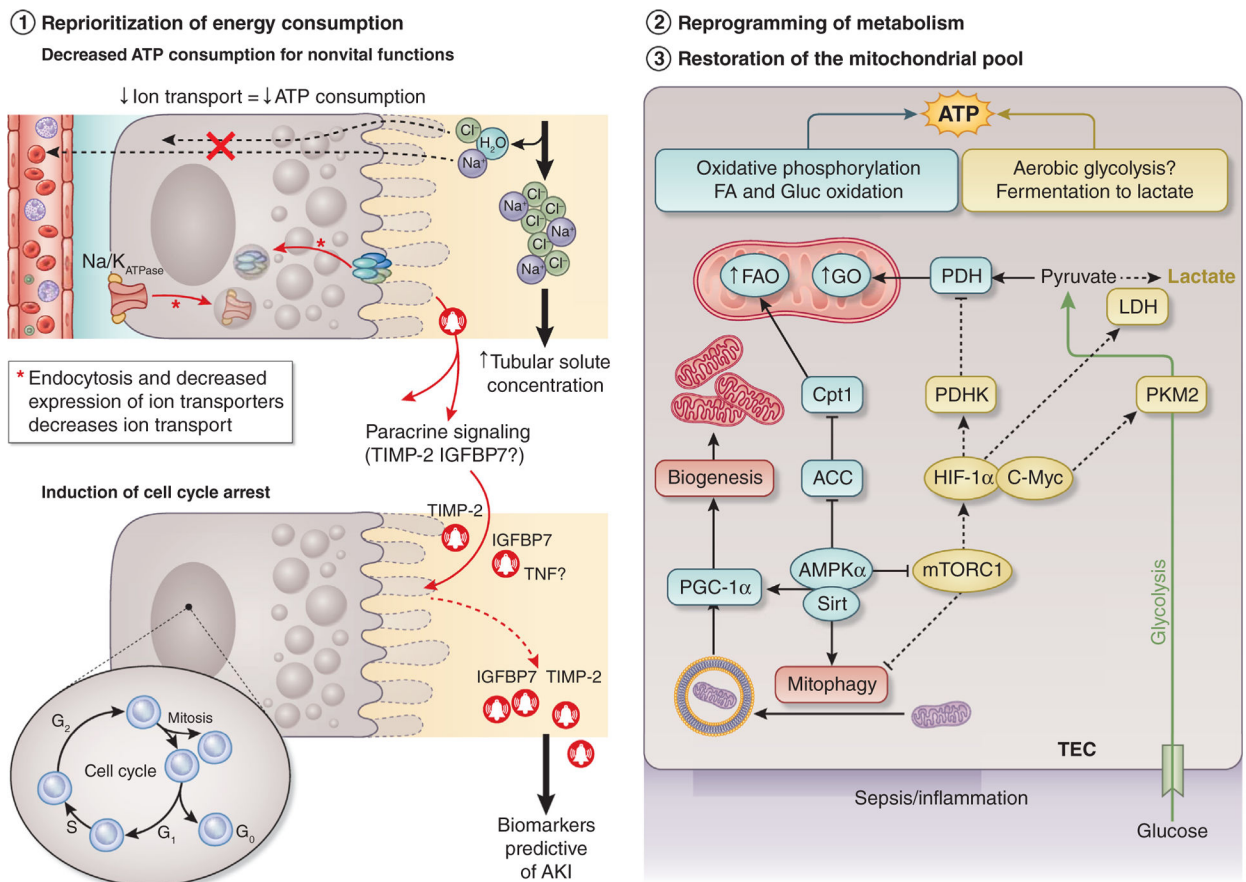 ① Reprioritization of energy consumption
Decreased ATP consumption for nonvital functions
↓Ion transport = ↓ATP consumption
Cl⁻
H₂O
Na⁺
Cl⁻
Cl⁻
Na⁺
Cl⁻
Cl⁻
Na⁺
Cl⁻
Na⁺
Cl⁻
*
Na/K ATPase
*
↑Tubular solute
concentration
* Endocytosis and decreased
expression of ion transporters
decreases ion transport
Paracrine signaling
(TIMP-2 IGFBP7?)
Induction of cell cycle arrest
TIMP-2
IGFBP7
TNF?
IGFBP7 TIMP-2
G₂
Mitosis
Cell cycle
S
G₁
G₀
Biomarkers
predictive
of AKI
② Reprogramming of metabolism
③ Restoration of the mitochondrial pool
ATP
Oxidative phosphorylation
FA and Gluc oxidation
Aerobic glycolysis?
Fermentation to lactate
↑FAO
↑GO
PDH
Pyruvate
Lactate
LDH
Cpt1
PDHK
PKM2
Biogenesis
ACC
HIF-1α
C-Myc
PGC-1α
AMPKα
Sirt
mTORC1
Glycolysis
Mitophagy
TEC
Sepsis/inflammation
Glucose